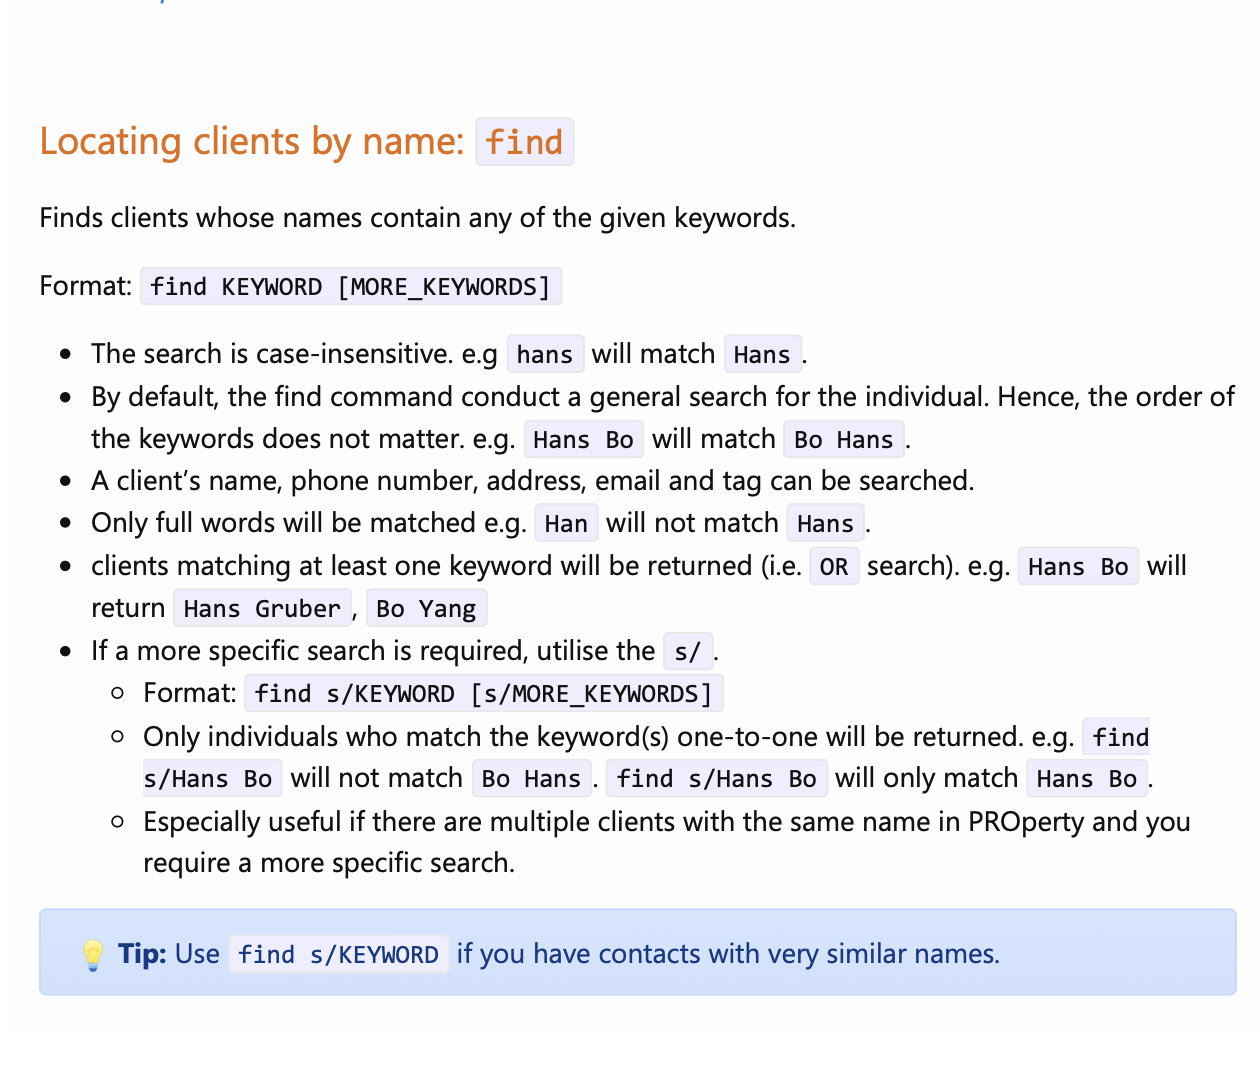 Locating clients by name: find
Finds clients whose names contain any of the given keywords.
Format: find KEYWORD [MORE_KEYWORDS]
• The search is case-insensitive. e.g hans will match Hans.
• By default, the find command conduct a general search for the individual. Hence, the order of
the keywords does not matter. e.g. Hans Bo will match Bo Hans.
• A client’s name, phone number, address, email and tag can be searched.
• Only full words will be matched e.g. Han will not match Hans.
• clients matching at least one keyword will be returned (i.e. OR search). e.g. Hans Bo will
return Hans Gruber, Bo Yang
• If a more specific search is required, utilise the s/.
○ Format: find s/KEYWORD [s/MORE_KEYWORDS]
○ Only individuals who match the keyword(s) one-to-one will be returned. e.g. find
s/Hans Bo will not match Bo Hans. find s/Hans Bo will only match Hans Bo.
○ Especially useful if there are multiple clients with the same name in PROperty and you
require a more specific search.
💡 Tip: Use find s/KEYWORD if you have contacts with very similar names.